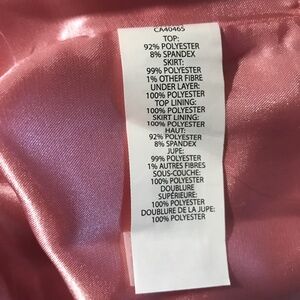 CA40465
TOP:
92% POLYESTER
8% SPANDEX
SKIRT:
99% POLYESTER
1% OTHER FIBRE
UNDER LAYER:
100% POLYESTER
TOP LINING:
100% POLYESTER
SKIRT LINING:
100% POLYESTER
HAUT:
92% POLYESTER
8% SPANDEX
JUPE:
99% POLYESTER
1% AUTRES FIBRES
SOUS-COUCHE:
100% POLYESTER
DOUBLURE
SUPÉRIEURE:
100% POLYESTER
DOUBLURE DE LA JUPE:
100% POLYESTER